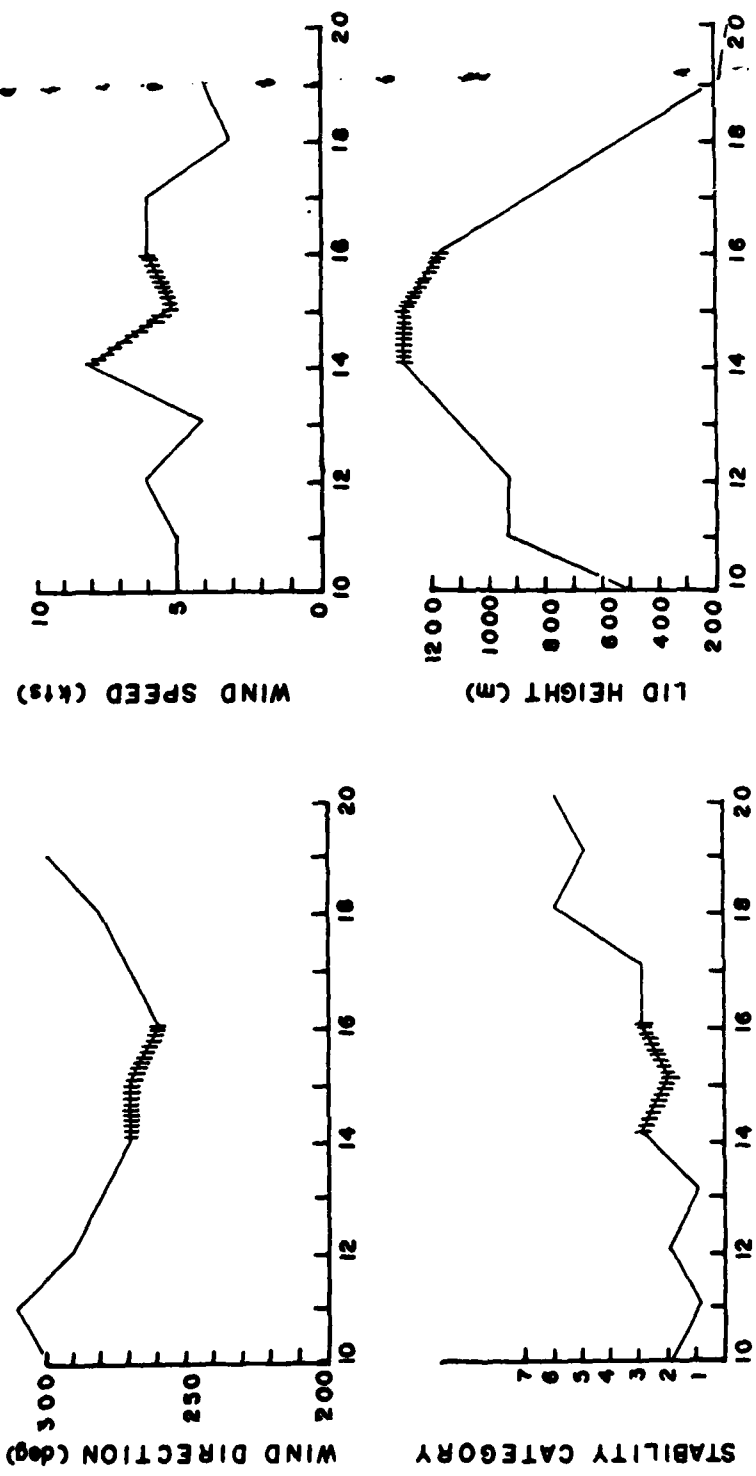 WIND DIRECTION (deg)
300
250
200
10 12 14 16 18 20
WIND SPEED (kts)
10
5
0
10 12 14 16 18 20
STABILITY CATEGORY
7
6
5
4
3
2
1
10 12 14 16 18 20
LID HEIGHT (m)
1200
1000
800
600
400
200
10 12 14 16 18 20